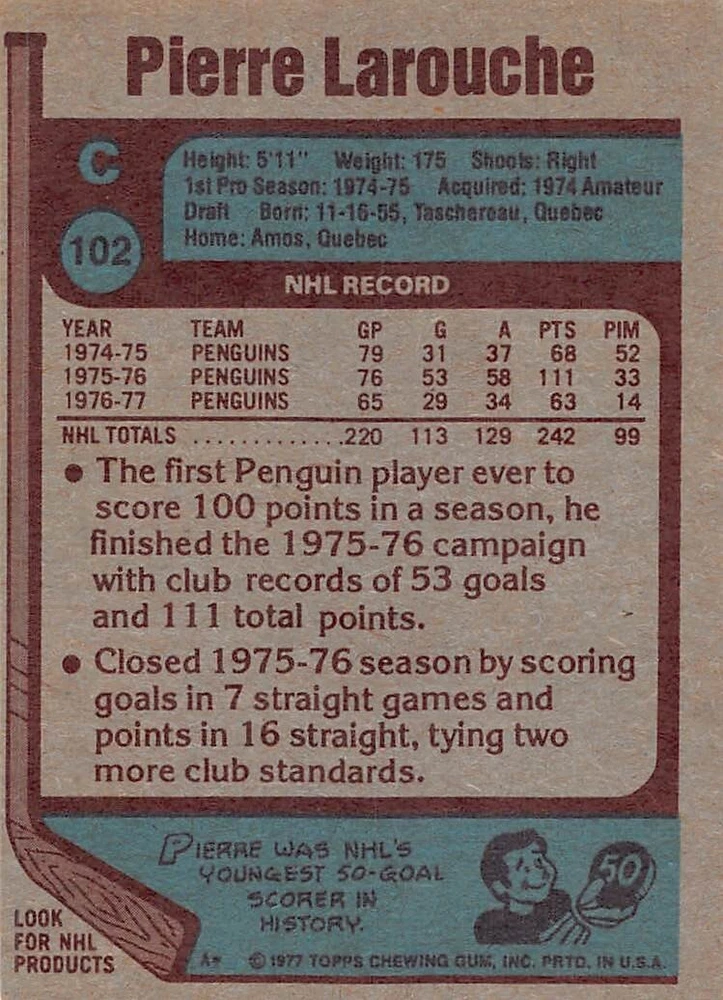 Pierre Larouche
C
Height: 5'11" Weight: 175 Shoots: Right
1st Pro Season: 1974-75 Acquired: 1974 Amateur
Draft Born: 11-16-55, Taschereau, Quebec
Home: Amos, Quebec
102
NHL RECORD
YEAR TEAM GP G A PTS PIM
1974-75 PENGUINS 79 31 37 68 52
1975-76 PENGUINS 76 53 58 111 33
1976-77 PENGUINS 65 29 34 63 14
NHL TOTALS ..............220 113 129 242 99
• The first Penguin player ever to
score 100 points in a season, he
finished the 1975-76 campaign
with club records of 53 goals
and 111 total points.
• Closed 1975-76 season by scoring
goals in 7 straight games and
points in 16 straight, tying two
more club standards.
PIERRE WAS NHL'S
YOUNGEST 50-GOAL
SCORER IN
HISTORY.
50
LOOK
FOR NHL
PRODUCTS
A* © 1977 TOPPS CHEWING GUM, INC. PRTD. IN U.S.A.